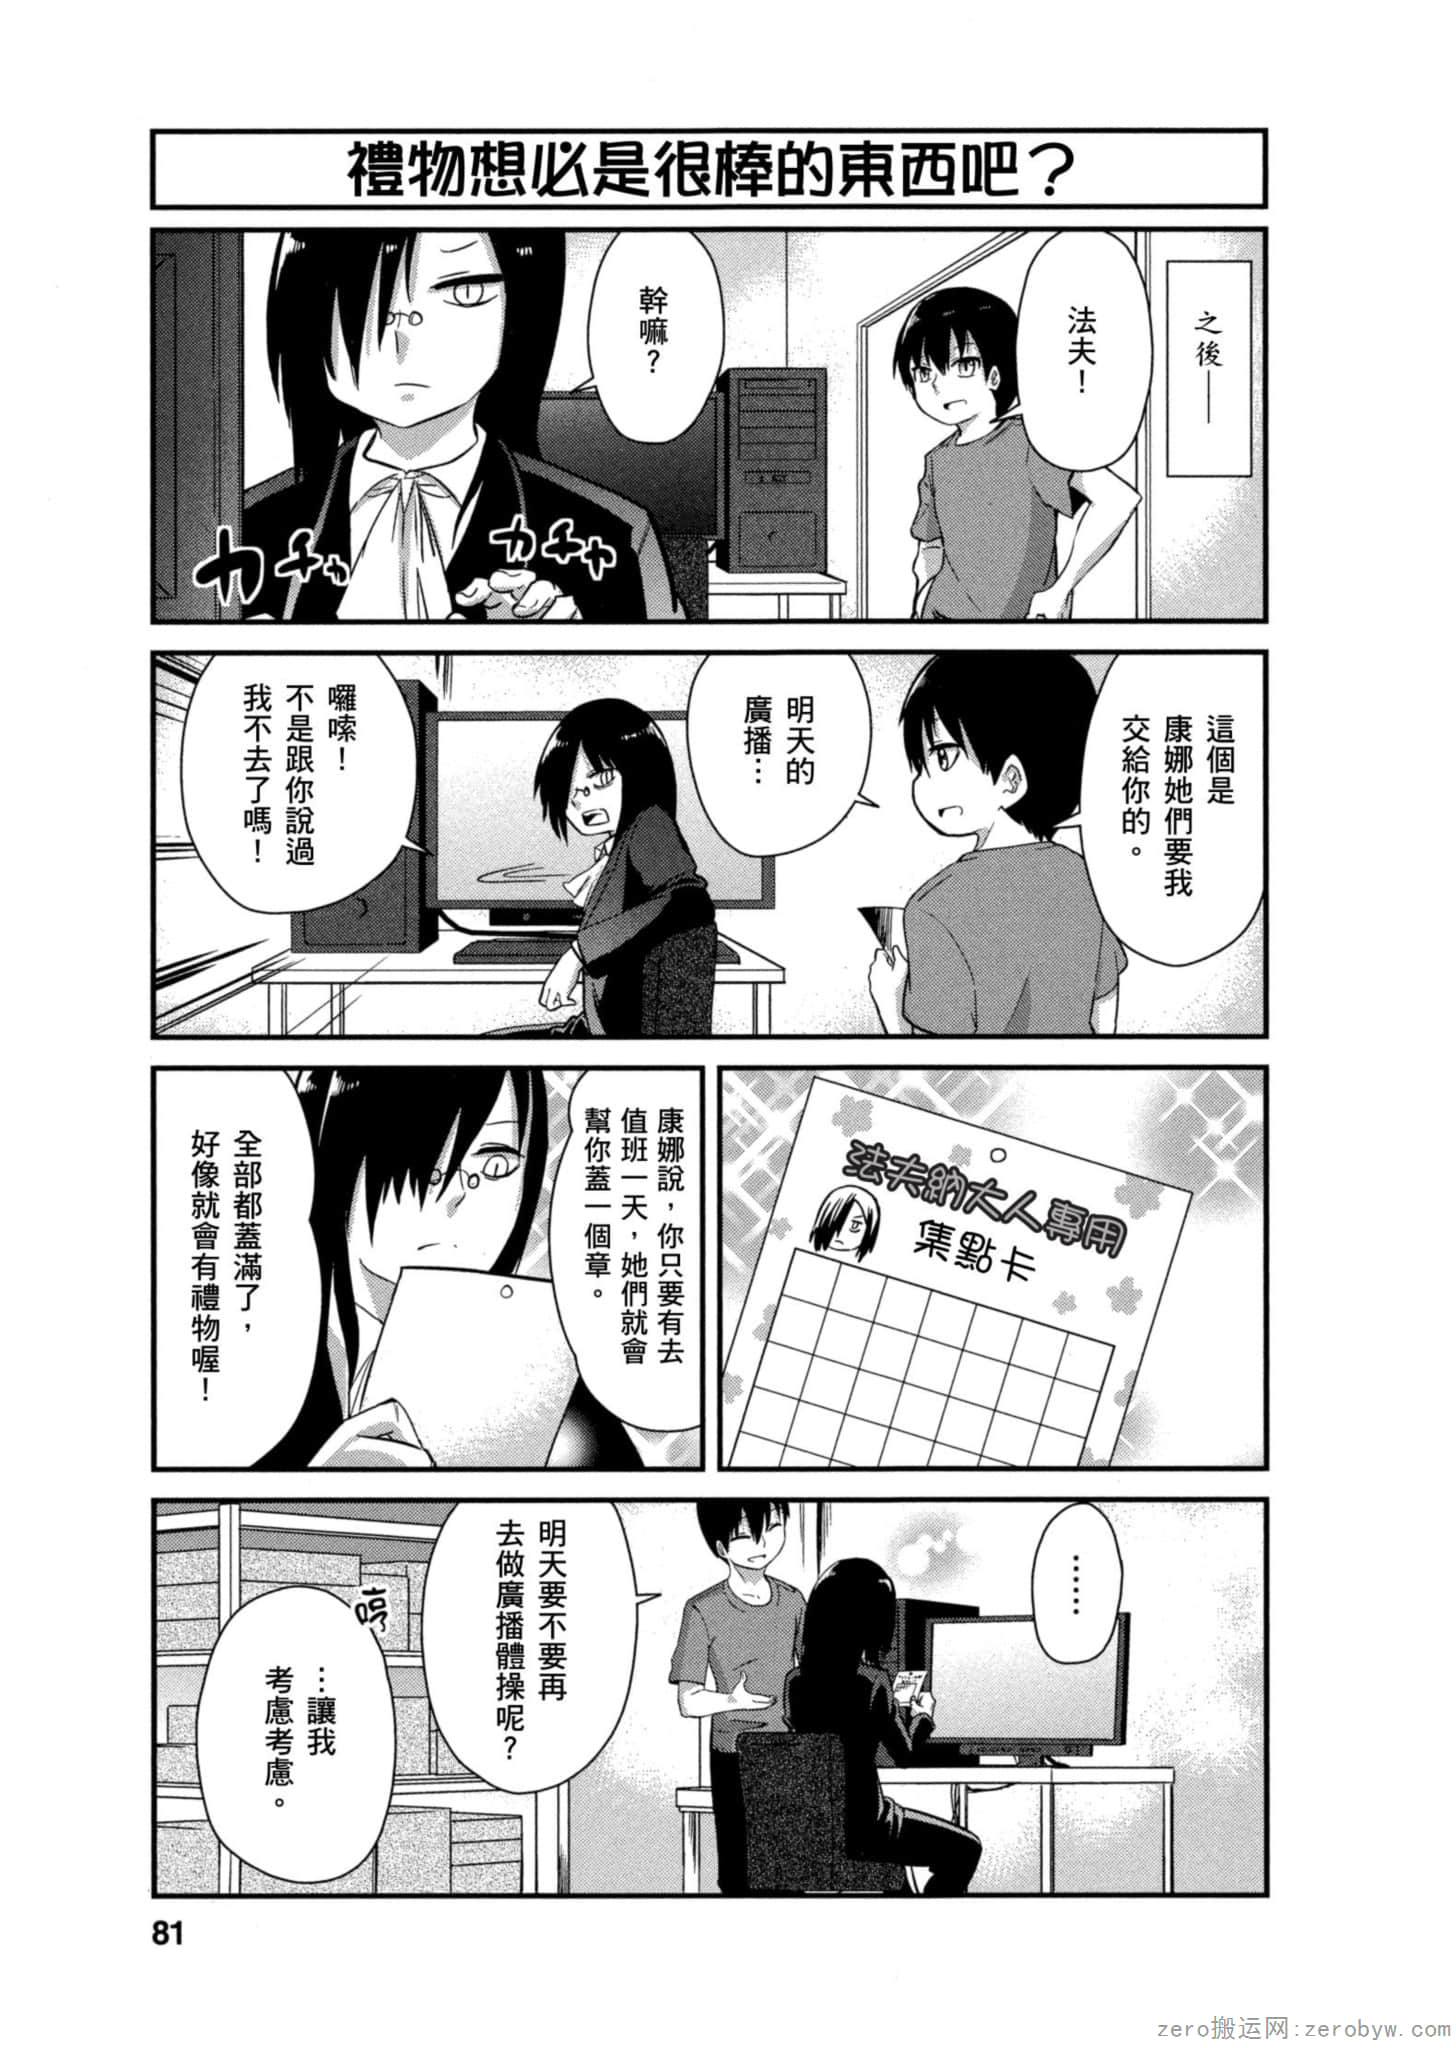 禮物想必是很棒的東西吧？
之後——
法夫！
幹嘛？
カチャ
カチャ
這個是
康娜她們要我
交給你的。
明天的
廣播…
囉嗦！
不是跟你說過
我不去了嗎！
法夫納大人專用
集點卡
康娜說，你只要有去
值班一天，她們就會
幫你蓋一個章。
全部都蓋滿了，
好像就會有禮物喔！
……
明天要不要再
去做廣播體操呢？
哼
…讓我
考慮考慮。
81
zero搬运网:zerobyw.com